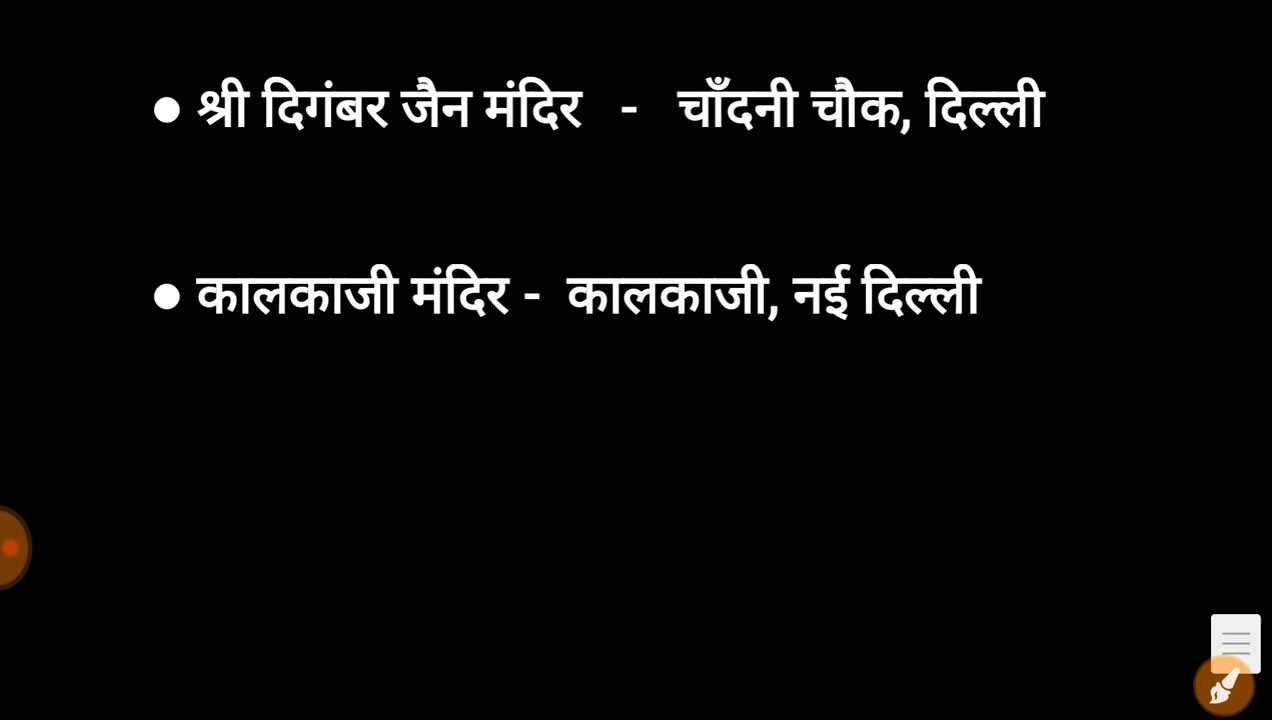 ● श्री दिगंबर जैन मंदिर - चाँदनी चौक, दिल्ली
● कालकाजी मंदिर - कालकाजी, नई दिल्ली